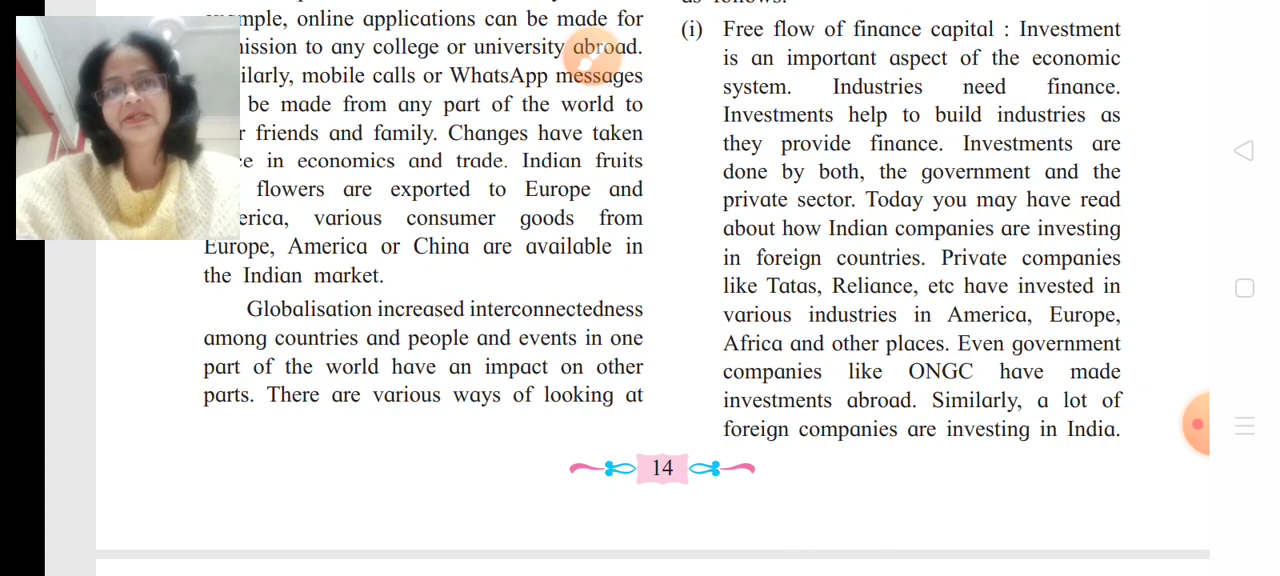 mple, online applications can be made for
ission to any college or university abroad.
ilarly, mobile calls or WhatsApp messages
be made from any part of the world to
r friends and family. Changes have taken
e in economics and trade. Indian fruits
flowers are exported to Europe and
erica, various consumer goods from
Europe, America or China are available in
the Indian market.
Globalisation increased interconnectedness
among countries and people and events in one
part of the world have an impact on other
parts. There are various ways of looking at
(i) Free flow of finance capital : Investment
is an important aspect of the economic
system. Industries need finance.
Investments help to build industries as
they provide finance. Investments are
done by both, the government and the
private sector. Today you may have read
about how Indian companies are investing
in foreign countries. Private companies
like Tatas, Reliance, etc have invested in
various industries in America, Europe,
Africa and other places. Even government
companies like ONGC have made
investments abroad. Similarly, a lot of
foreign companies are investing in India.
14